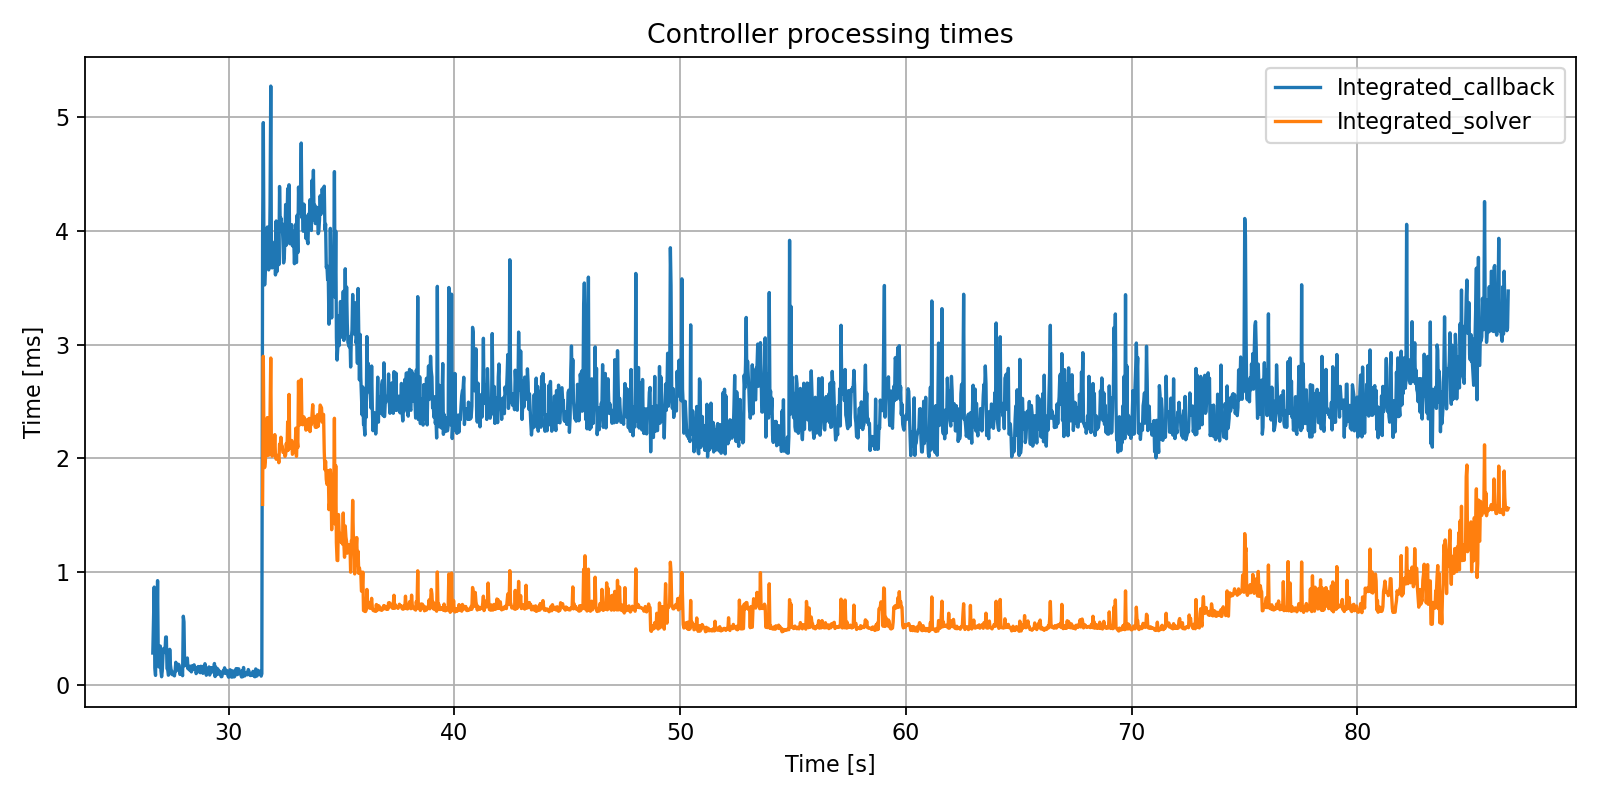 Controller processing times
Integrated_callback
Integrated_solver
Time [ms]
5
4
3
2
1
0
30 40 50 60 70 80
Time [s]